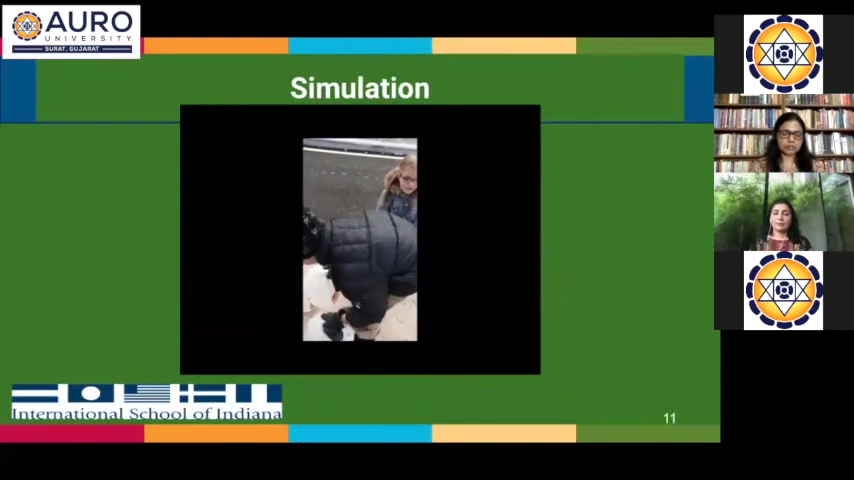 AURO
UNIVERSITY
SURAT. GUJARAT
Simulation
International School of Indiana
11